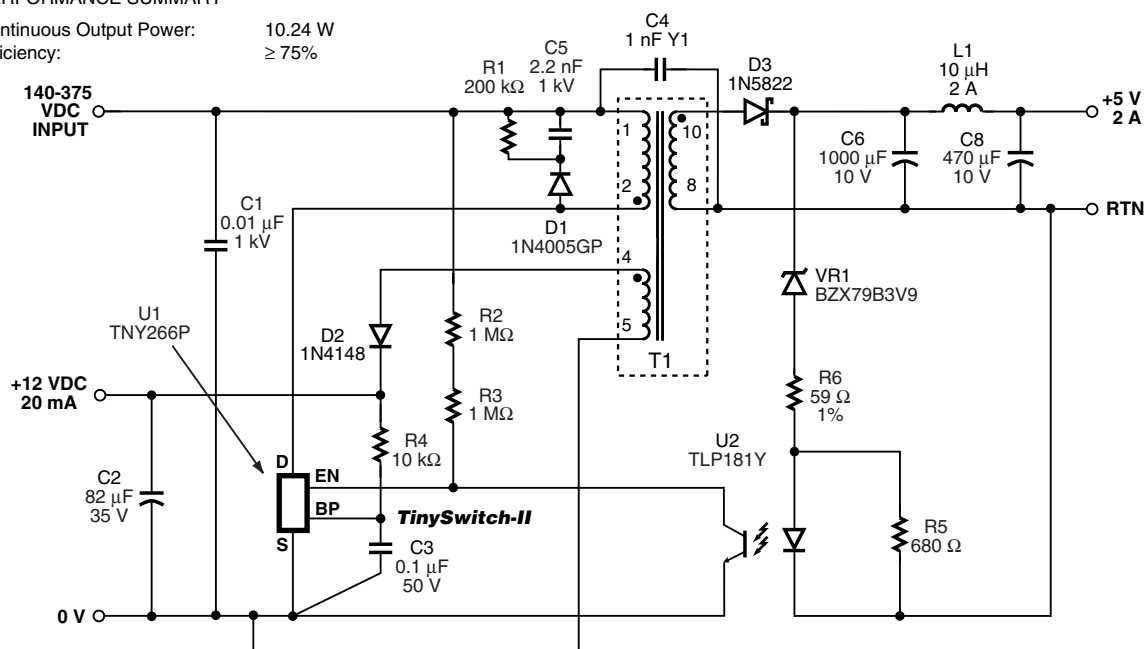 Continuous Output Power: 10.24 W
≥ 75%
C4
1 nF Y1
C5
2.2 nF
1 kV
R1
200 kΩ
D3
1N5822
L1
10 µH
2 A
140-375
VDC
INPUT
+5 V
2 A
1
2
10
8
C6
1000 µF
10 V
C8
470 µF
10 V
RTN
C1
0.01 µF
1 kV
D1
1N4005GP
4
5
T1
VR1
BZX79B3V9
U1
TNY266P
D2
1N4148
R2
1 MΩ
+12 VDC
20 mA
R3
1 MΩ
R6
59 Ω
1%
R4
10 kΩ
U2
TLP181Y
C2
82 µF
35 V
D
EN
BP
S
TinySwitch-II
C3
0.1 µF
50 V
R5
680 Ω
0 V